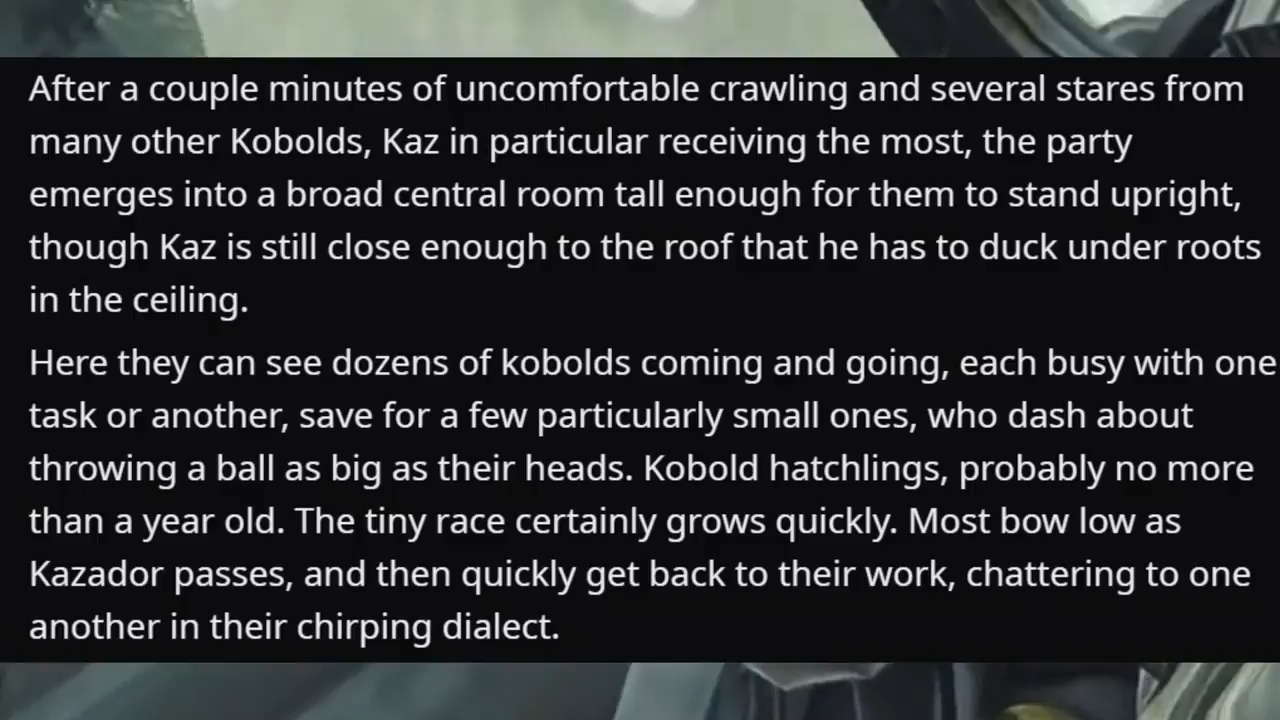 After a couple minutes of uncomfortable crawling and several stares from
many other Kobolds, Kaz in particular receiving the most, the party
emerges into a broad central room tall enough for them to stand upright,
though Kaz is still close enough to the roof that he has to duck under roots
in the ceiling.
Here they can see dozens of kobolds coming and going, each busy with one
task or another, save for a few particularly small ones, who dash about
throwing a ball as big as their heads. Kobold hatchlings, probably no more
than a year old. The tiny race certainly grows quickly. Most bow low as
Kazador passes, and then quickly get back to their work, chattering to one
another in their chirping dialect.